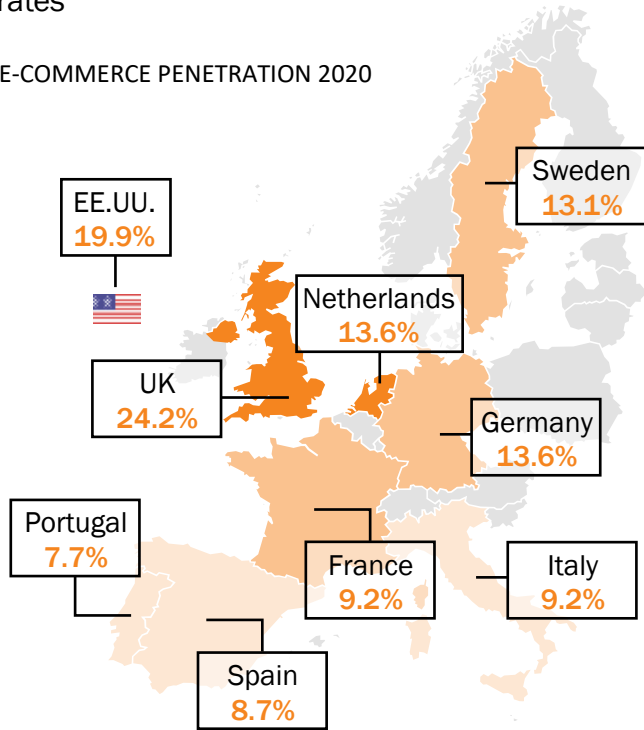 E-COMMERCE PENETRATION 2020
Sweden
13.1%
EE.UU.
19.9%
Netherlands
13.6%
UK
24.2%
Germany
13.6%
Portugal
7.7%
France
9.2%
Italy
9.2%
Spain
8.7%